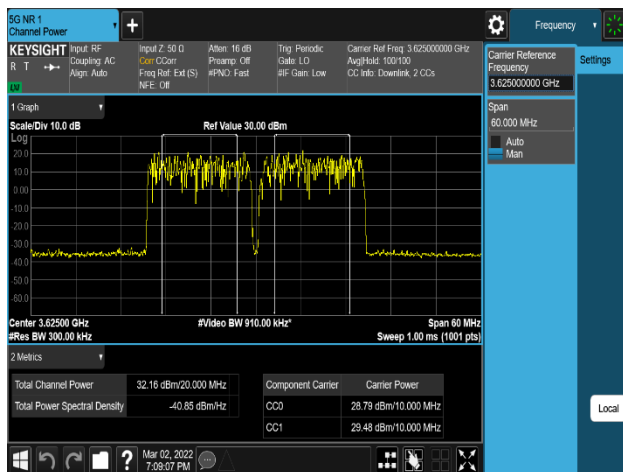 5G NR 1
Channel Power
Frequency
KEYSIGHT
Input: RF
Input Z: 50 Ω
Atten: 16 dB
Trig: Periodic
Carrier Ref Freq: 3.625000000 GHz
R T
Coupling: AC
Corr CCorr
Preamp: Off
Gate: LO
Avg|Hold: 100/100
Align: Auto
Freq Ref: Ext (S)
#PNO: Fast
#IF Gain: Low
CC Info: Downlink, 2 CCs
NFE: Off
Carrier Reference
Frequency
3.625000000 GHz
Settings
Span
60.000 MHz
Auto
Man
1 Graph
Scale/Div 10.0 dB
Ref Value 30.00 dBm
Log
20.0
10.0
0.00
-10.0
-20.0
-30.0
-40.0
-50.0
-60.0
Center 3.62500 GHz
#Video BW 910.00 kHz*
Span 60 MHz
#Res BW 300.00 kHz
Sweep 1.00 ms (1001 pts)
2 Metrics
Total Channel Power
32.16 dBm/20.000 MHz
Total Power Spectral Density
-40.85 dBm/Hz
Component Carrier
Carrier Power
CC0
28.79 dBm/10.000 MHz
CC1
29.48 dBm/10.000 MHz
Local
?
Mar 02, 2022
7:09:07 PM